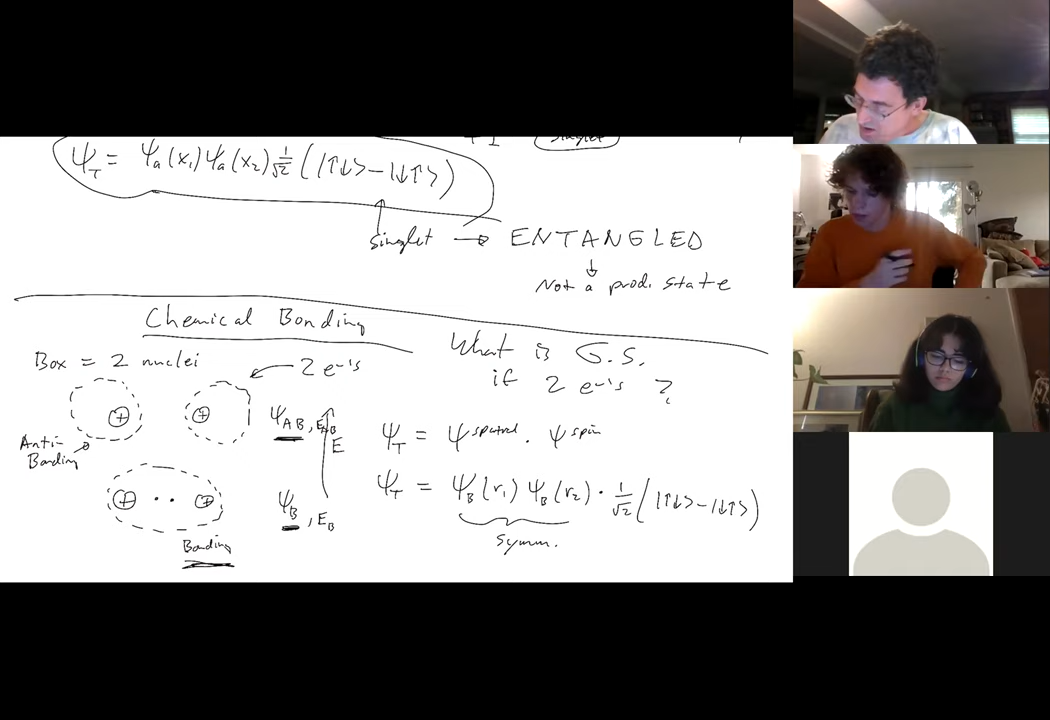 +1 singlet
Ψ_T = Ψ_a(x_1) Ψ_a(x_2) 1/√2 (|↑↓> - |↓↑>)
singlet → ENTANGLED
↓
Not a prod. state
Chemical Bonding
Box = 2 nuclei
← 2 e⁻'s
+ +
Ψ_AB, E_AB
Anti-
Bonding
E
+ · · +
Ψ_B, E_B
Bonding
What is G.S.
if 2 e⁻'s ?
Ψ_T = Ψ^spatial · Ψ^spin
Ψ_T = Ψ_B(r_1) Ψ_B(r_2) · 1/√2 (|↑↓> - |↓↑>)
Symm.